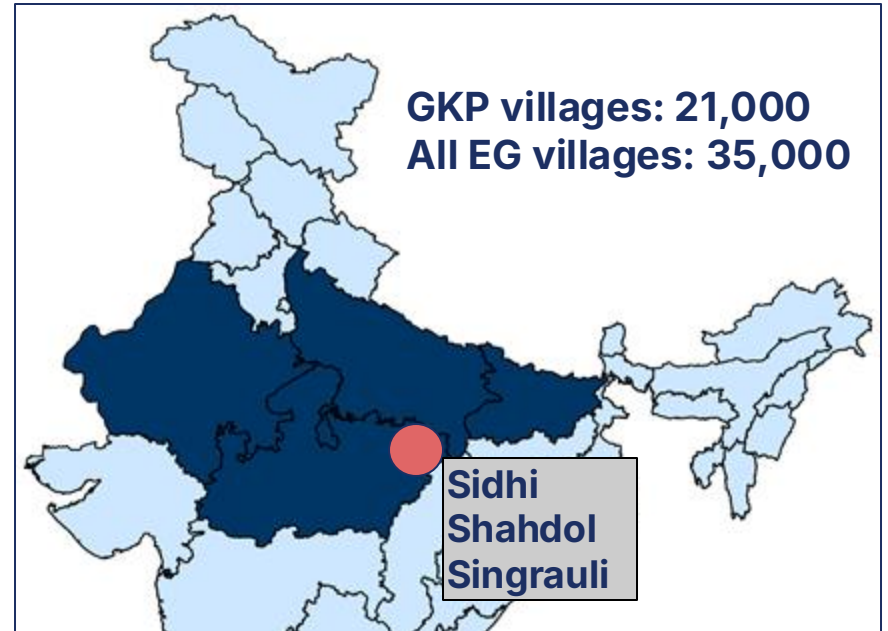 GKP villages: 21,000
All EG villages: 35,000
Sidhi
Shahdol
Singrauli